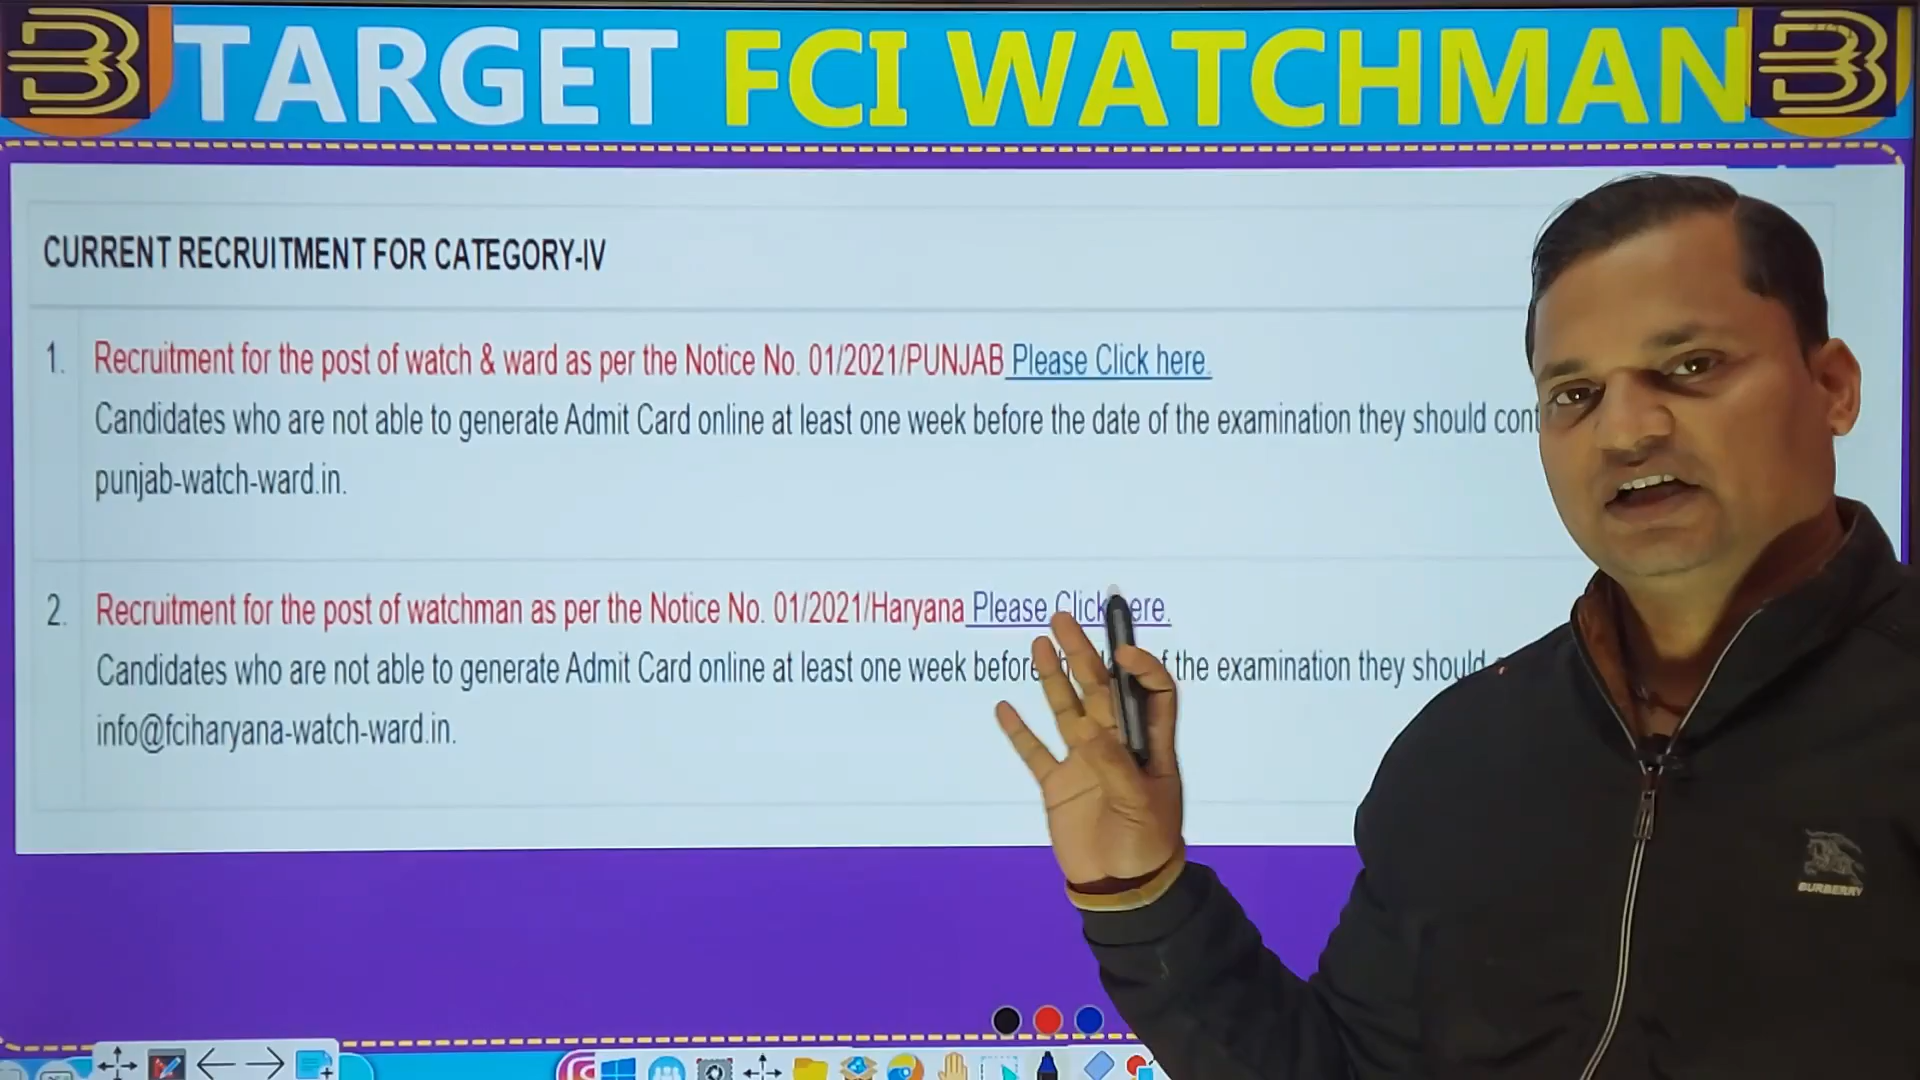 TARGET FCI WATCHMAN
CURRENT RECRUITMENT FOR CATEGORY-IV
1. Recruitment for the post of watch & ward as per the Notice No. 01/2021/PUNJAB Please Click here.
Candidates who are not able to generate Admit Card online at least one week before the date of the examination they should
punjab-watch-ward.in.
2. Recruitment for the post of watchman as per the Notice No. 01/2021/Haryana Please Click
Candidates who are not able to generate Admit Card online at least one week before the examination they should
info@fciharyana-watch-ward.in.
BURBERRY